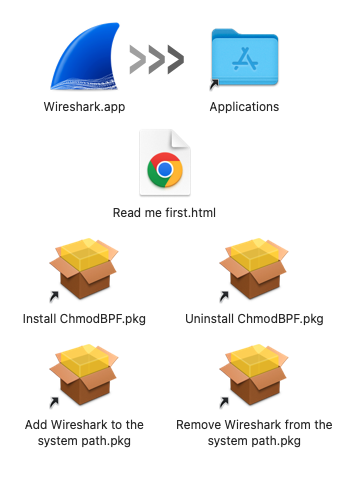 Wireshark.app
Applications
Read me first.html
Install ChmodBPF.pkg
Uninstall ChmodBPF.pkg
Add Wireshark to the
system path.pkg
Remove Wireshark from the
system path.pkg